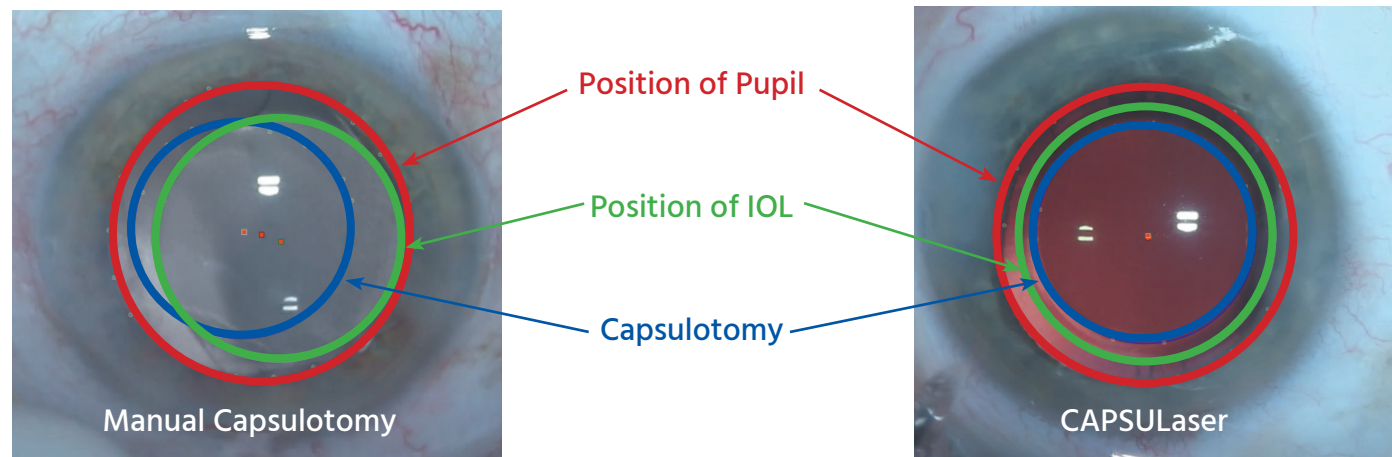 Position of Pupil
Position of IOL
Capsulotomy
Manual Capsulotomy
CAPSULaser